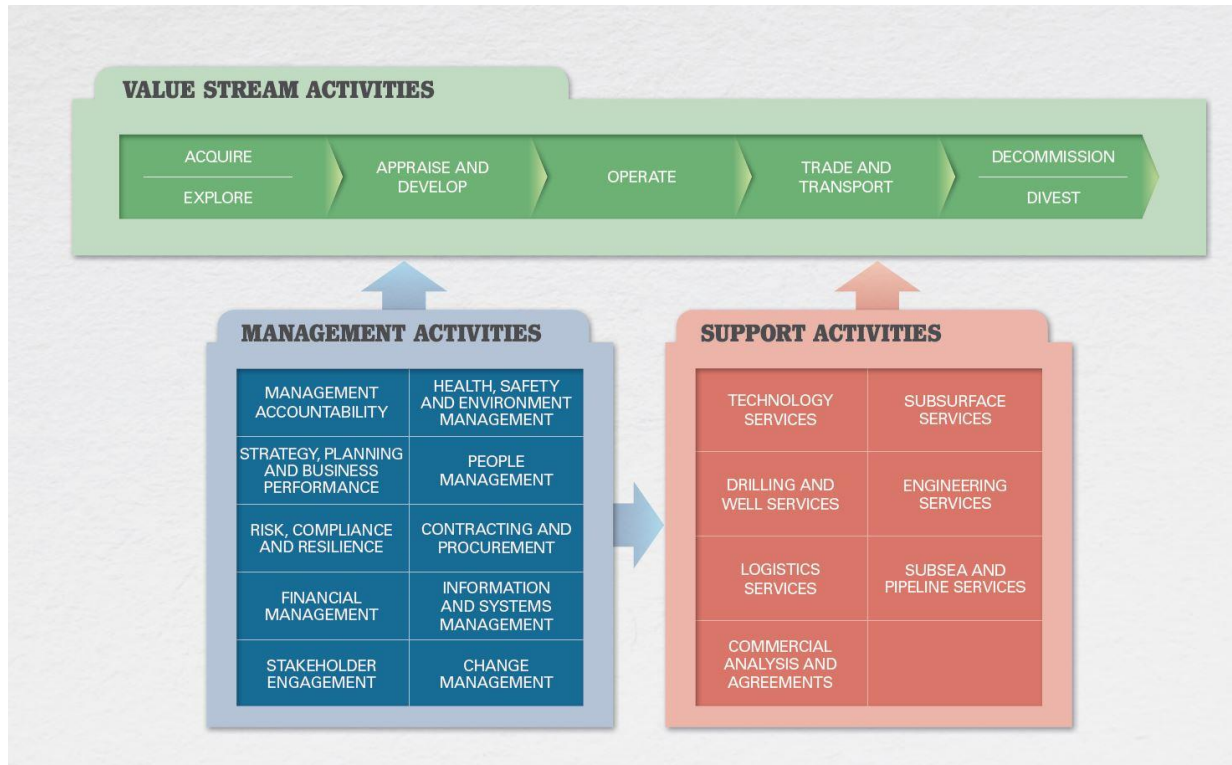 VALUE STREAM ACTIVITIES
ACQUIRE
EXPLORE
APPRAISE AND
DEVELOP
OPERATE
TRADE AND
TRANSPORT
DECOMMISSION
DIVEST
MANAGEMENT ACTIVITIES
MANAGEMENT
ACCOUNTABILITY
HEALTH, SAFETY
AND ENVIRONMENT
MANAGEMENT
STRATEGY, PLANNING
AND BUSINESS
PERFORMANCE
PEOPLE
MANAGEMENT
RISK, COMPLIANCE
AND RESILIENCE
CONTRACTING AND
PROCUREMENT
FINANCIAL
MANAGEMENT
INFORMATION
AND SYSTEMS
MANAGEMENT
STAKEHOLDER
ENGAGEMENT
CHANGE
MANAGEMENT
SUPPORT ACTIVITIES
TECHNOLOGY
SERVICES
SUBSURFACE
SERVICES
DRILLING AND
WELL SERVICES
ENGINEERING
SERVICES
LOGISTICS
SERVICES
SUBSEA AND
PIPELINE SERVICES
COMMERCIAL
ANALYSIS AND
AGREEMENTS